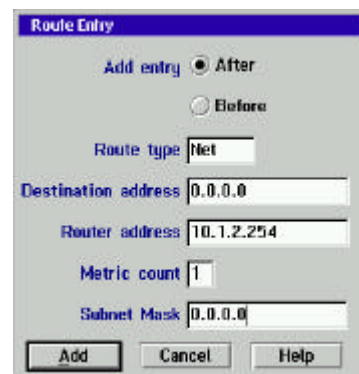 Route Entry
Add entry After
Before
Route type Net
Destination address 0.0.0.0
Router address 10.1.2.254
Metric count 1
Subnet Mask 0.0.0.0
Add Cancel Help